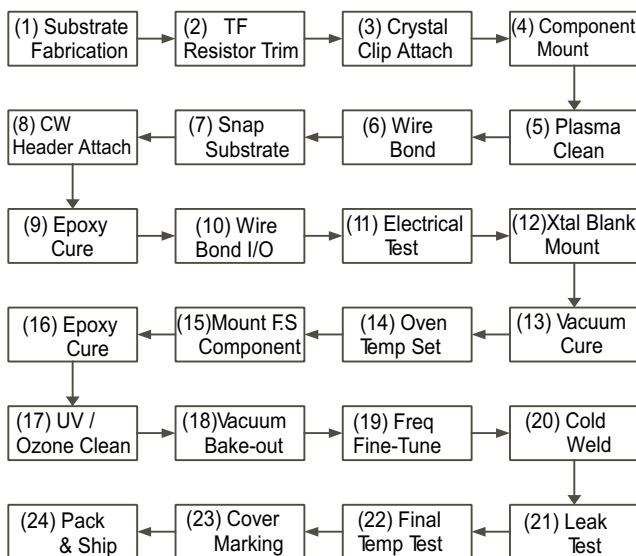 (1) Substrate
Fabrication
(2) TF
Resistor Trim
(3) Crystal
Clip Attach
(4) Component
Mount
(5) Plasma
Clean
(6) Wire
Bond
(7) Snap
Substrate
(8) CW
Header Attach
(9) Epoxy
Cure
(10) Wire
Bond I/O
(11) Electrical
Test
(12)Xtal Blank
Mount
(13) Vacuum
Cure
(14) Oven
Temp Set
(15)Mount F.S
Component
(16) Epoxy
Cure
(17) UV /
Ozone Clean
(18)Vacuum
Bake-out
(19) Freq
Fine-Tune
(20) Cold
Weld
(21) Leak
Test
(22) Final
Temp Test
(23) Cover
Marking
(24) Pack
& Ship